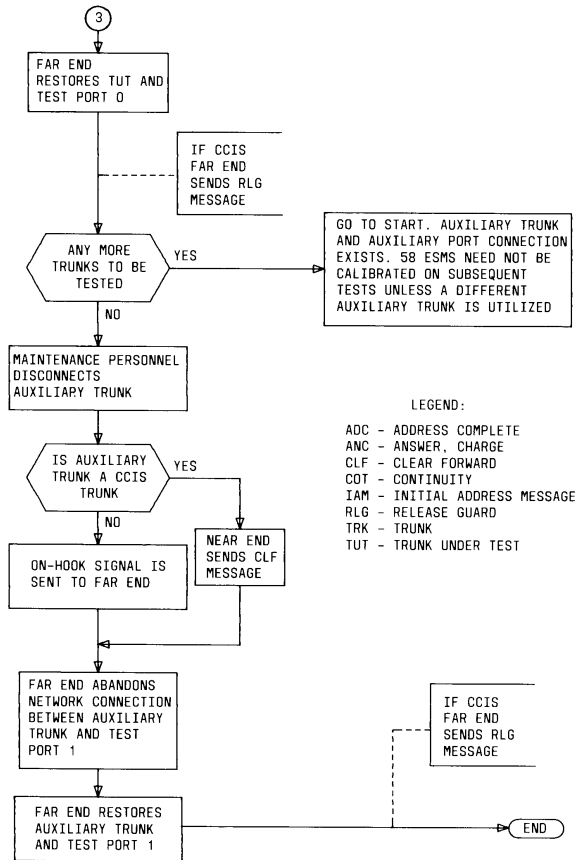 3
FAR END
RESTORES TUT AND
TEST PORT 0
IF CCIS
FAR END
SENDS RLG
MESSAGE
ANY MORE
TRUNKS TO BE
TESTED
YES
GO TO START. AUXILIARY TRUNK
AND AUXILIARY PORT CONNECTION
EXISTS. 58 ESMS NEED NOT BE
CALIBRATED ON SUBSEQUENT
TESTS UNLESS A DIFFERENT
AUXILIARY TRUNK IS UTILIZED
NO
MAINTENANCE PERSONNEL
DISCONNECTS
AUXILIARY TRUNK
IS AUXILIARY
TRUNK A CCIS
TRUNK
YES
NO
NEAR END
SENDS CLF
MESSAGE
ON-HOOK SIGNAL IS
SENT TO FAR END
LEGEND:
ADC - ADDRESS COMPLETE
ANC - ANSWER, CHARGE
CLF - CLEAR FORWARD
COT - CONTINUITY
IAM - INITIAL ADDRESS MESSAGE
RLG - RELEASE GUARD
TRK - TRUNK
TUT - TRUNK UNDER TEST
FAR END ABANDONS
NETWORK CONNECTION
BETWEEN AUXILIARY
TRUNK AND TEST
PORT 1
IF CCIS
FAR END
SENDS RLG
MESSAGE
FAR END RESTORES
AUXILIARY TRUNK
AND TEST PORT 1
END